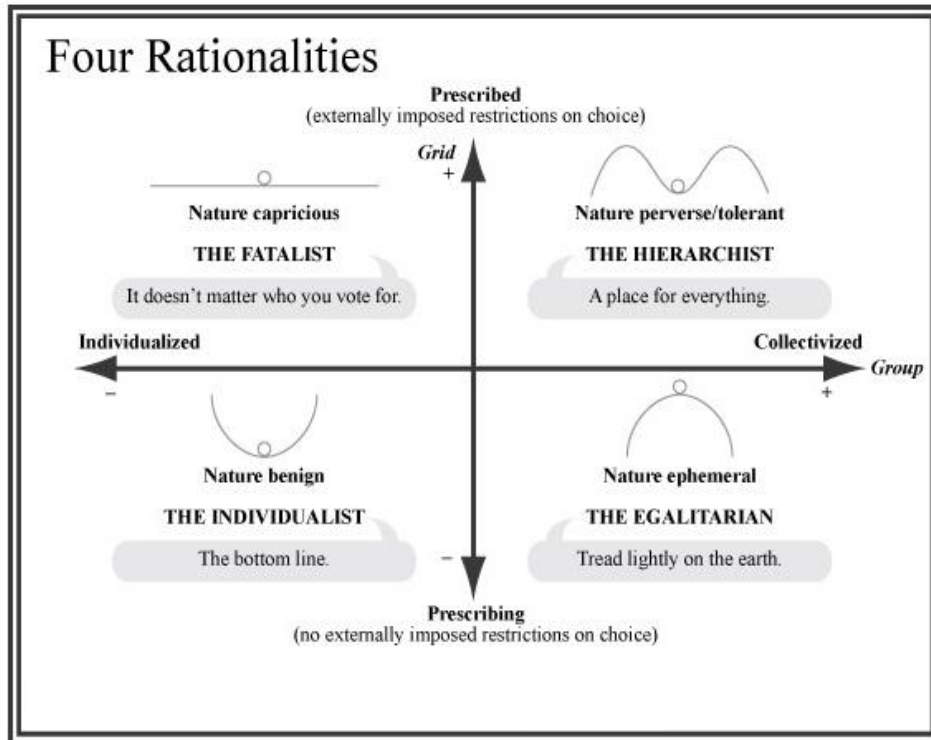 Four Rationalities
Prescribed
(externally imposed restrictions on choice)
Grid
+
Nature capricious
THE FATALIST
It doesn’t matter who you vote for.
Nature perverse/tolerant
THE HIERARCHIST
A place for everything.
Individualized
–
Collectivized
Group
+
Nature benign
THE INDIVIDUALIST
The bottom line.
Nature ephemeral
THE EGALITARIAN
Tread lightly on the earth.
–
Prescribing
(no externally imposed restrictions on choice)